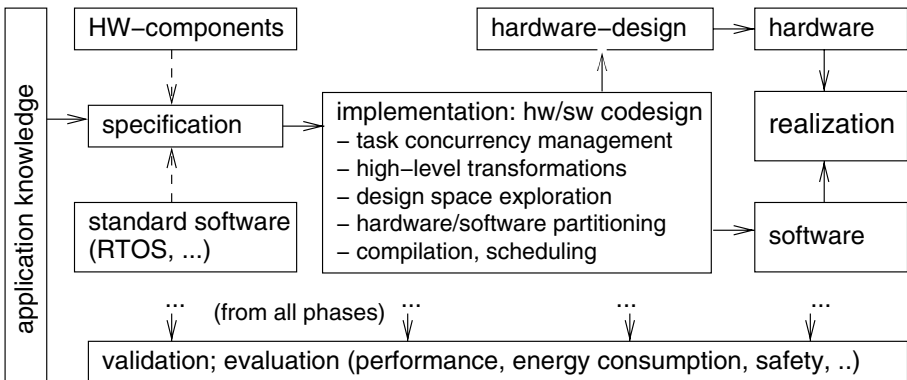 application knowledge
HW–components
hardware–design
hardware
specification
implementation: hw/sw codesign
– task concurrency management
– high–level transformations
– design space exploration
– hardware/software partitioning
– compilation, scheduling
realization
standard software
(RTOS, ...)
software
... (from all phases) ... ... ...
validation; evaluation (performance, energy consumption, safety, ..)